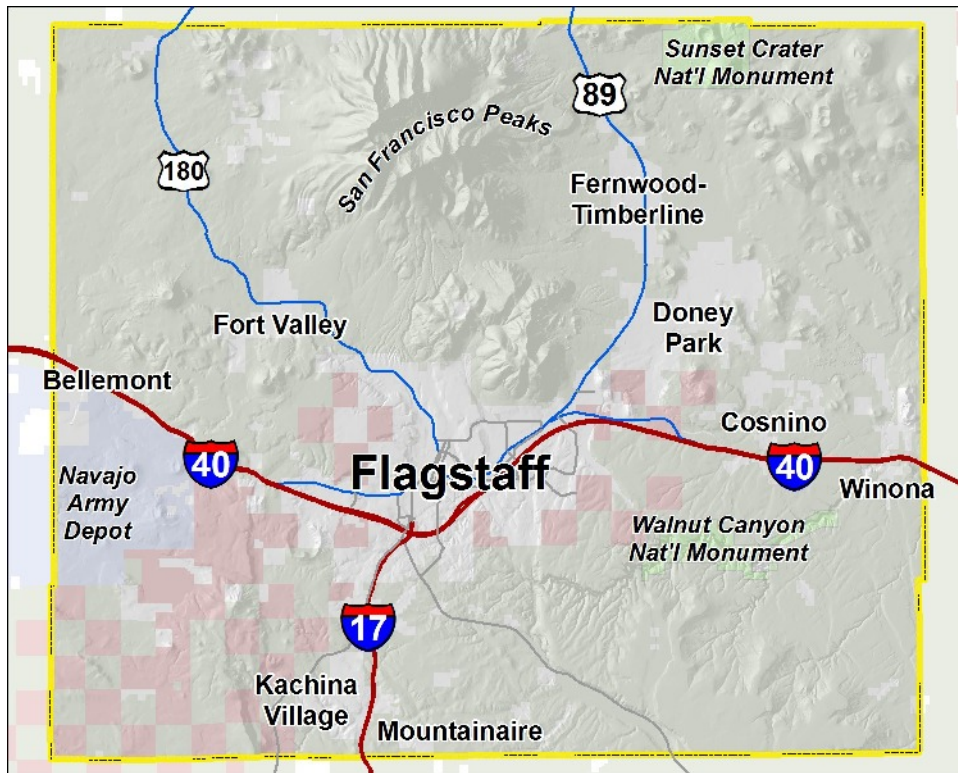 Sunset Crater
Nat'l Monument
89
San Francisco Peaks
180
Fernwood-
Timberline
Fort Valley
Doney
Park
Bellemont
Cosnino
40
Flagstaff
40
Navajo
Army
Depot
Winona
Walnut Canyon
Nat'l Monument
17
Kachina
Village
Mountainaire